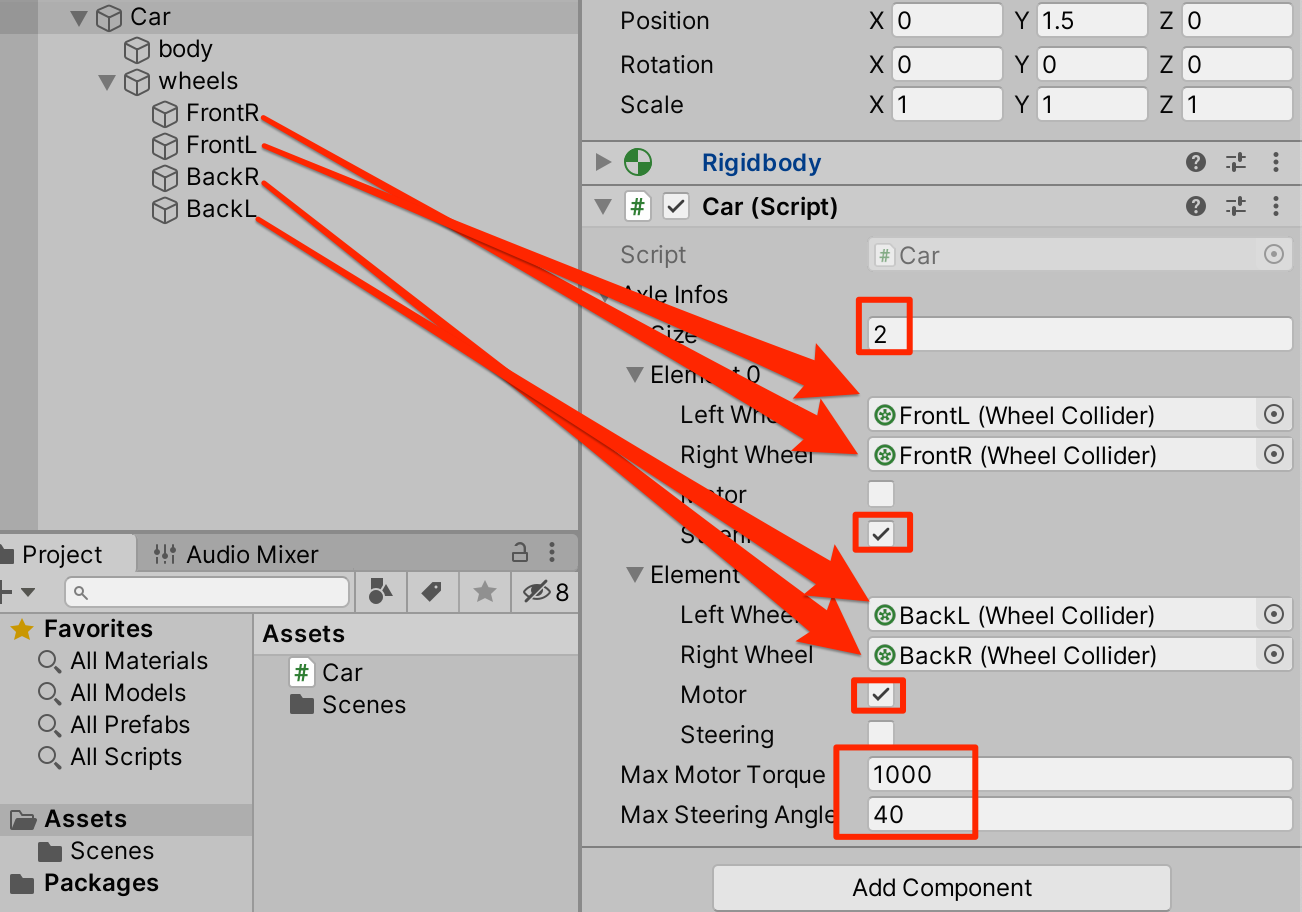 Car
body
wheels
FrontR
FrontL
BackR
BackL
Project
Audio Mixer
8
Favorites
All Materials
All Models
All Prefabs
All Scripts
Assets
Scenes
Packages
Assets
# Car
Scenes
Position X 0 Y 1.5 Z 0
Rotation X 0 Y 0 Z 0
Scale X 1 Y 1 Z 1
Rigidbody
# Car (Script)
Script # Car
Axle Infos
Size 2
Element 0
Left Whe FrontL (Wheel Collider)
Right Wheel FrontR (Wheel Collider)
Motor
Element
Left Wheel BackL (Wheel Collider)
Right Wheel BackR (Wheel Collider)
Motor
Steering
Max Motor Torque 1000
Max Steering Angle 40
Add Component